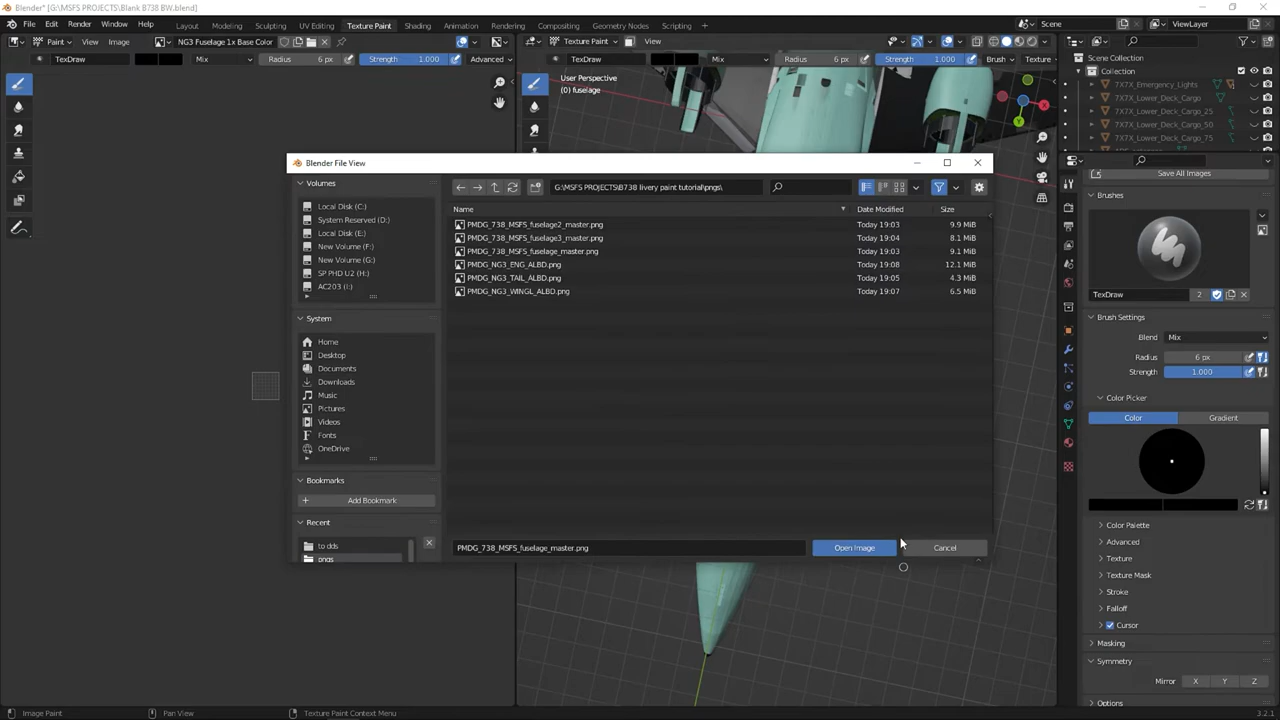 Blender* [G:\MSFS PROJECTS\Blank B738 BW.blend]
File Edit Render Window Help Layout Modeling Sculpting UV Editing Texture Paint Shading Animation Rendering Compositing Geometry Nodes Scripting + Scene ViewLayer
Paint View Image NG3 Fuselage 1x Base Color Texture Paint View
TexDraw Mix Radius 6 px Strength 1.000 Advanced TexDraw Mix Radius 6 px Strength 1.000 Brush Texture
User Perspective
(0) fuselage
Scene Collection
Collection
7X7X_Emergency_Lights
7X7X_Lower_Deck_Cargo
7X7X_Lower_Deck_Cargo_25
7X7X_Lower_Deck_Cargo_50
7X7X_Lower_Deck_Cargo_75
Blender File View
Volumes
Local Disk (C:)
System Reserved (D:)
Local Disk (E:)
New Volume (F:)
New Volume (G:)
SP PHD U2 (H:)
AC203 (I:)
System
Home
Desktop
Documents
Downloads
Music
Pictures
Videos
Fonts
OneDrive
Bookmarks
Add Bookmark
Recent
to dds
pngs
G:\MSFS PROJECTS\B738 livery paint tutorial\pngs\
Name Date Modified Size
PMDG_738_MSFS_fuselage2_master.png Today 19:03 9.9 MiB
PMDG_738_MSFS_fuselage3_master.png Today 19:04 8.1 MiB
PMDG_738_MSFS_fuselage_master.png Today 19:03 9.1 MiB
PMDG_NG3_ENG_ALBD.png Today 19:08 12.1 MiB
PMDG_NG3_TAIL_ALBD.png Today 19:05 4.3 MiB
PMDG_NG3_WINGL_ALBD.png Today 19:07 6.5 MiB
PMDG_738_MSFS_fuselage_master.png Open Image Cancel
Save All Images
Brushes
TexDraw 2
Brush Settings
Blend Mix
Radius 6 px
Strength 1.000
Color Picker
Color Gradient
Color Palette
Advanced
Texture
Texture Mask
Stroke
Falloff
Cursor
Masking
Symmetry
Mirror X Y Z
Options
Image Paint Pan View Texture Paint Context Menu 3.2.1